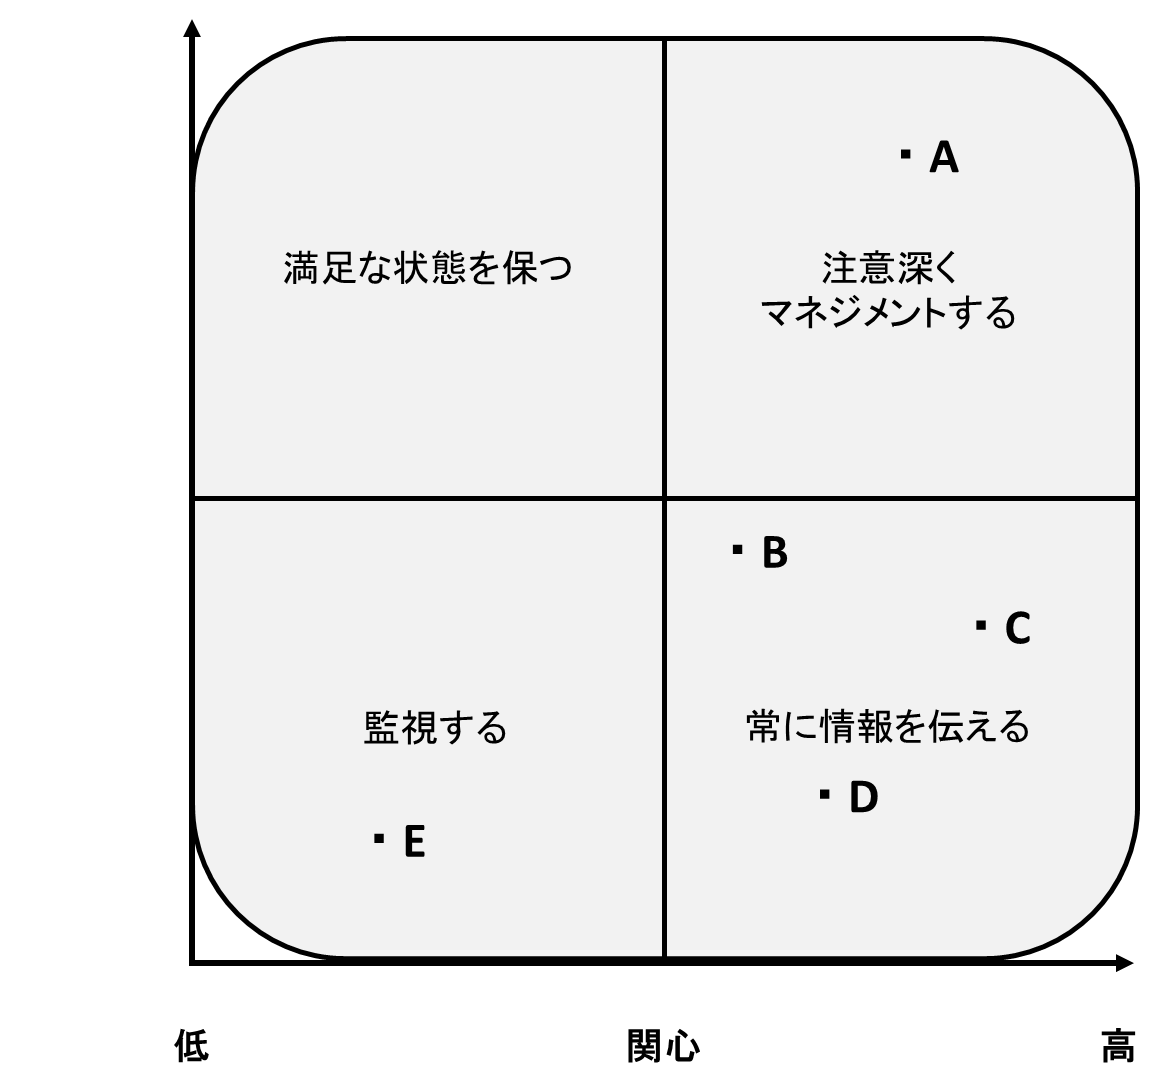 ・A
満足な状態を保つ
注意深く
マネジメントする
・B
・C
監視する
常に情報を伝える
・D
・E
低
関心
高